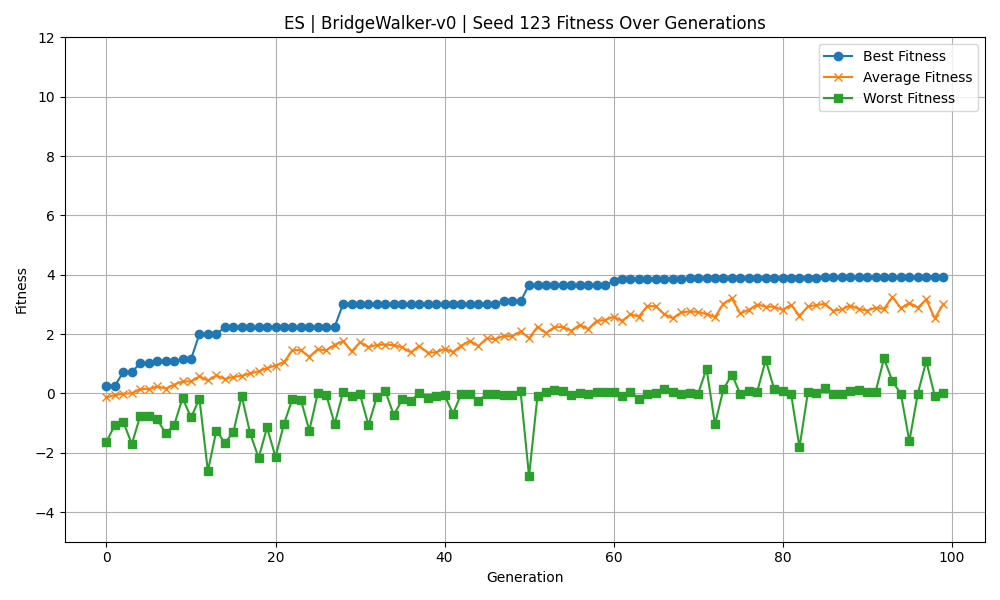 ES | BridgeWalker-v0 | Seed 123 Fitness Over Generations
Best Fitness
Average Fitness
Worst Fitness
12
10
8
6
4
2
0
−2
−4
Fitness
0 20 40 60 80 100
Generation